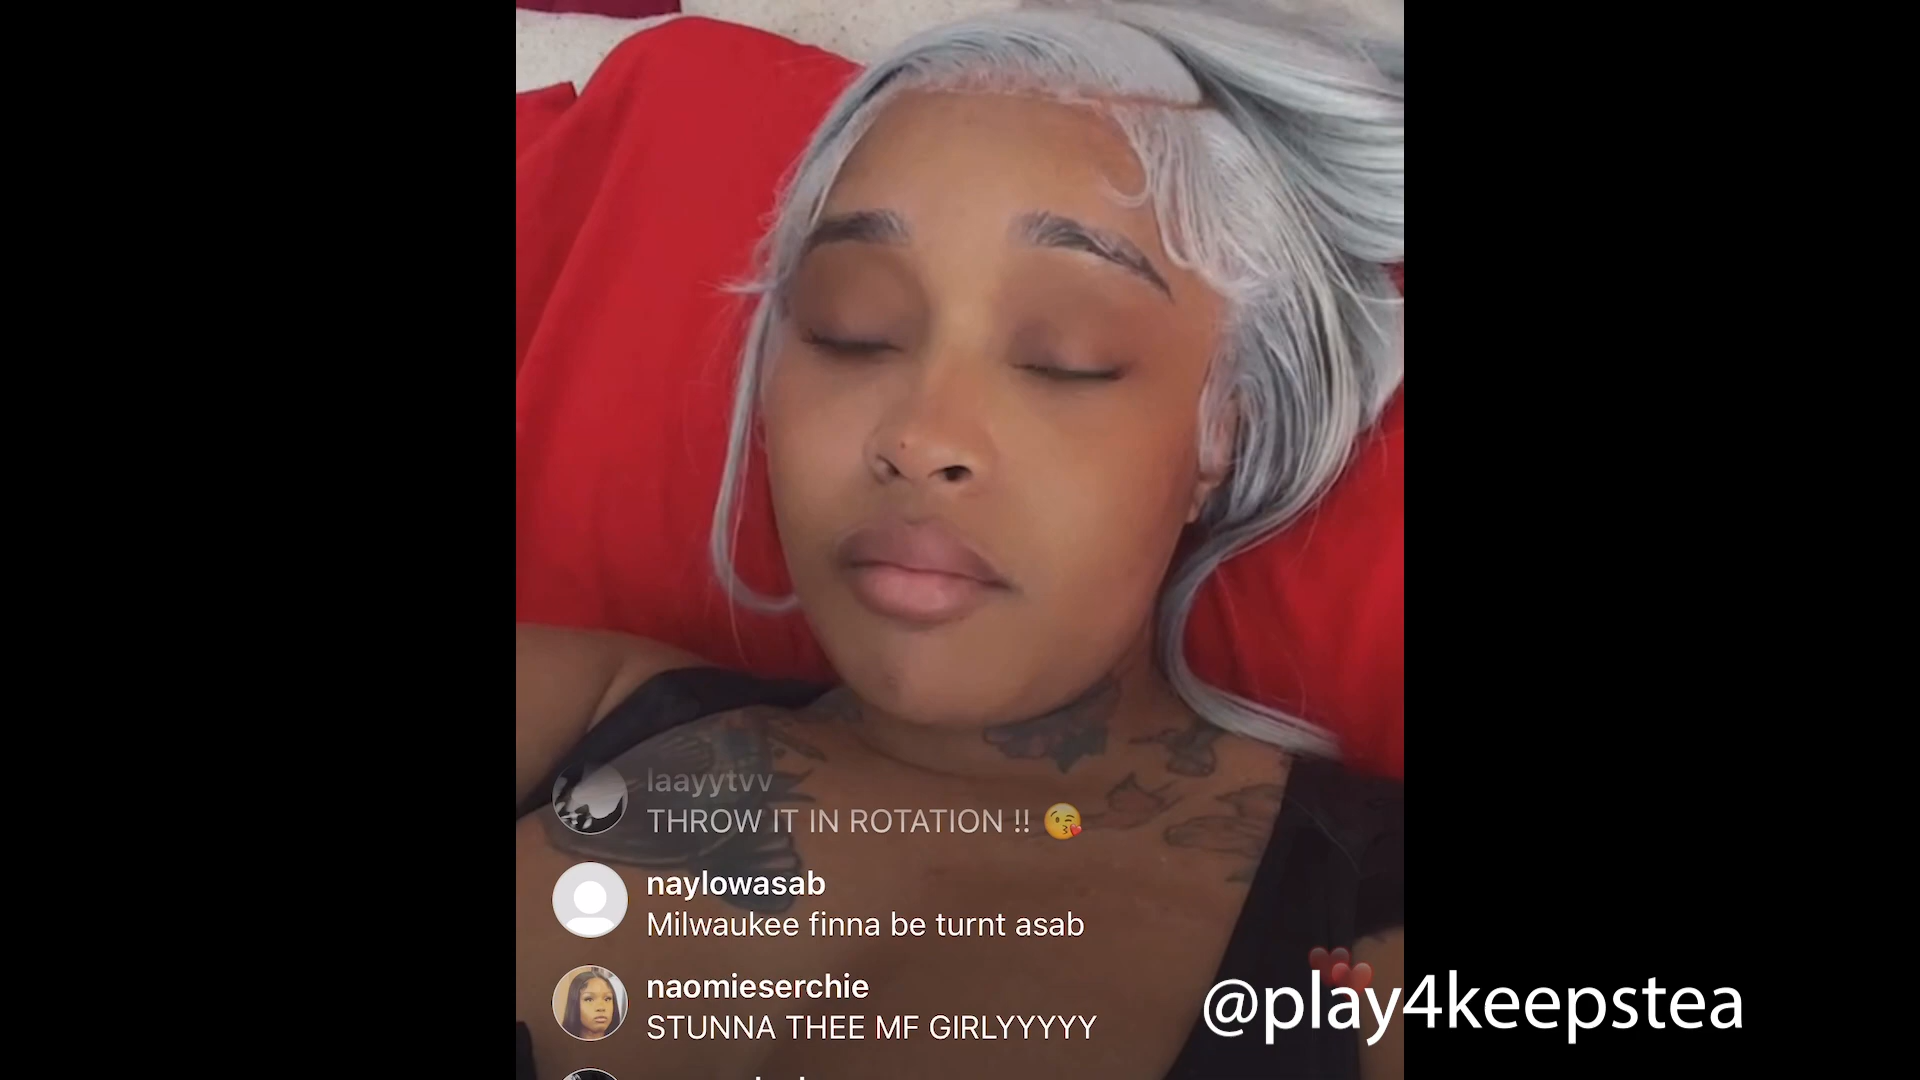 laayytvv
THROW IT IN ROTATION !! 😘
naylowasab
Milwaukee finna be turnt asab
naomieserchie
STUNNA THEE MF GIRLYYYYY
@play4keepstea